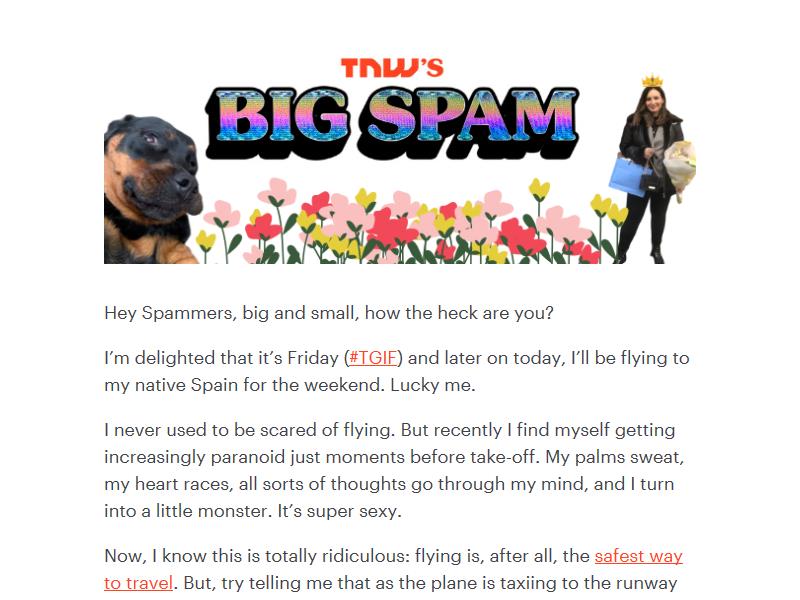 TNW'S
BIG SPAM
Hey Spammers, big and small, how the heck are you?
I'm delighted that it's Friday (#TGIF) and later on today, I'll be flying to
my native Spain for the weekend. Lucky me.
I never used to be scared of flying. But recently I find myself getting
increasingly paranoid just moments before take-off. My palms sweat,
my heart races, all sorts of thoughts go through my mind, and I turn
into a little monster. It's super sexy.
Now, I know this is totally ridiculous: flying is, after all, the safest way
to travel. But, try telling me that as the plane is taxiing to the runway